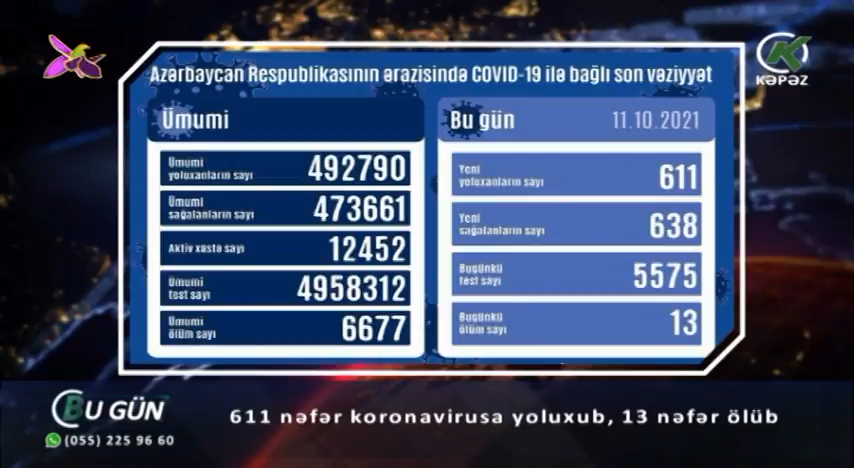 Azərbaycan Respublikasının ərazisində COVID-19 ilə bağlı son vəziyyət
KƏPƏZ
Ümumi
Ümumi
yoluxanların sayı
492790
Ümumi
sağalanların sayı
473661
Aktiv xəstə sayı
12452
Ümumi
test sayı
4958312
Ümumi
ölüm sayı
6677
Bu gün
11.10.2021
Yeni
yoluxanların sayı
611
Yeni
sağalanların sayı
638
Bugünkü
test sayı
5575
Bugünkü
ölüm sayı
13
BU GÜN
(055) 225 96 60
611 nəfər koronavirusa yoluxub, 13 nəfər ölüb